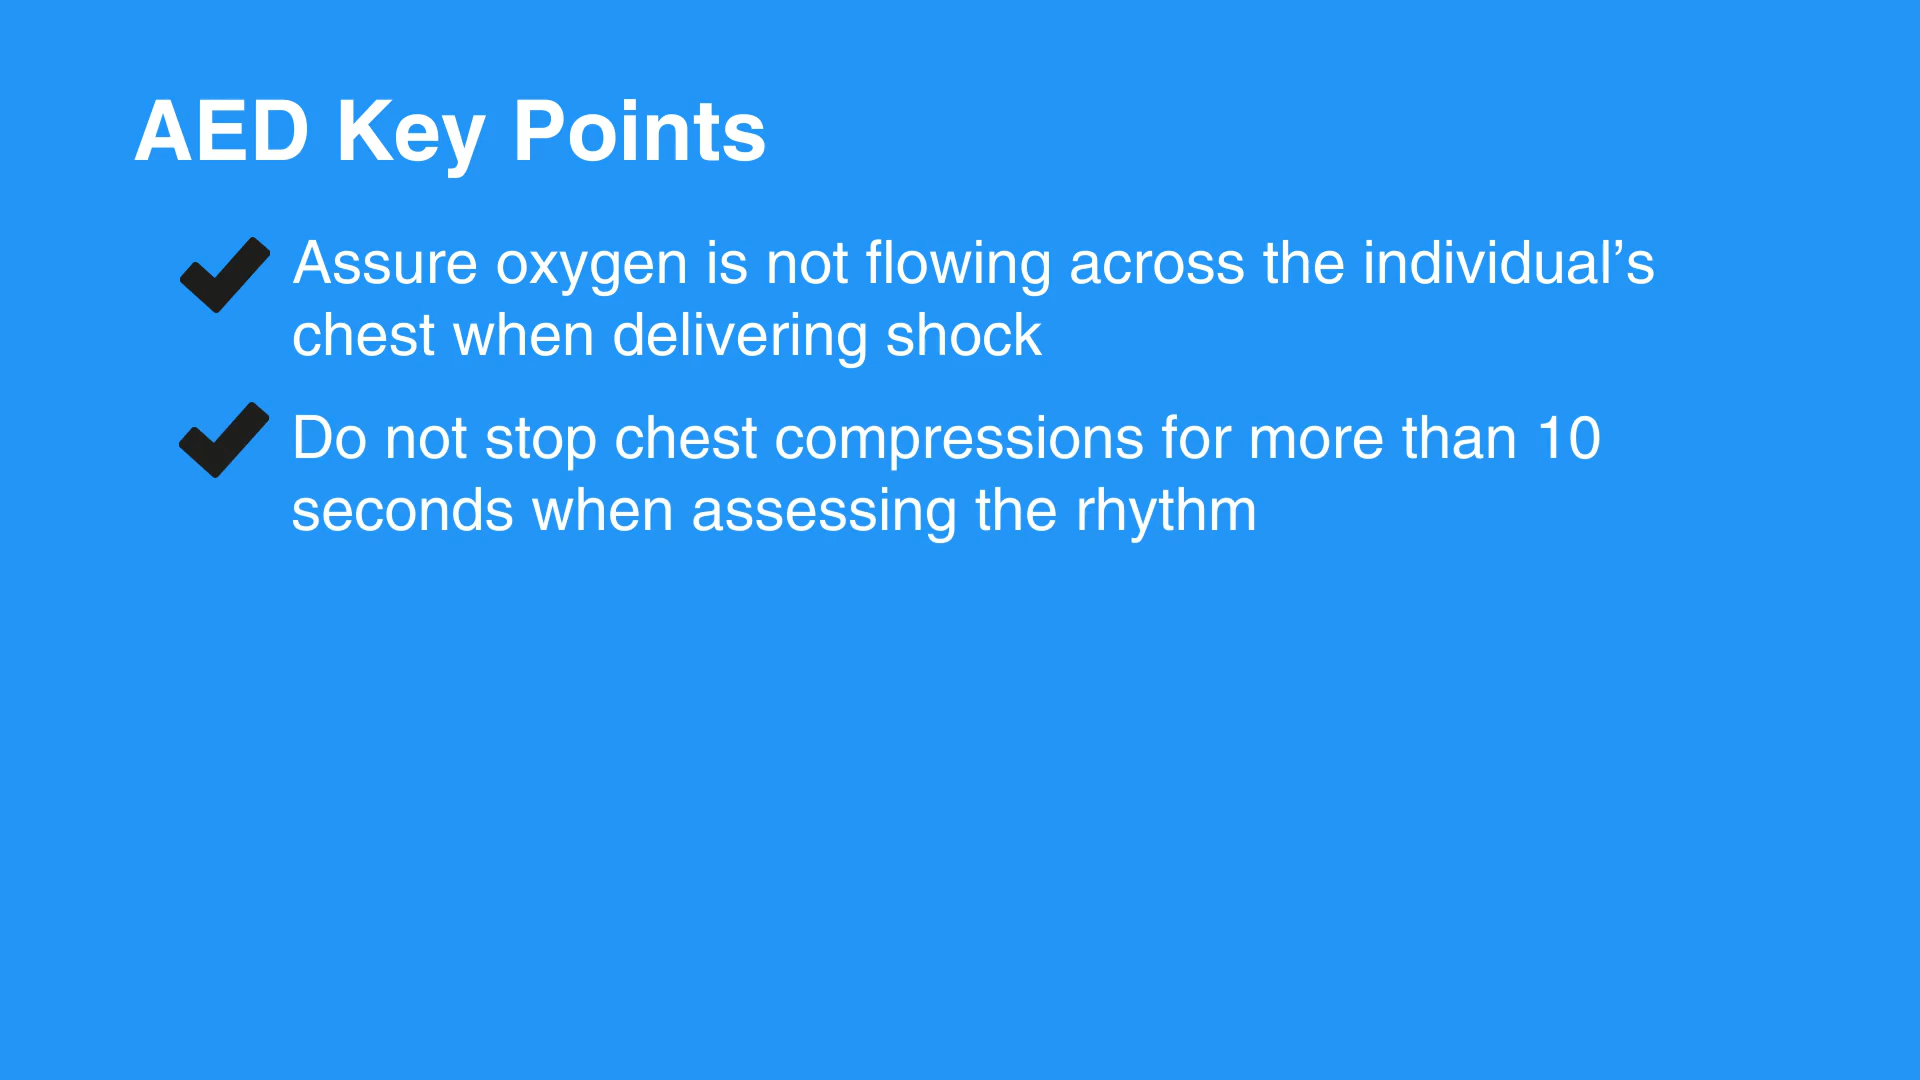 AED Key Points
Assure oxygen is not flowing across the individual’s
chest when delivering shock
Do not stop chest compressions for more than 10
seconds when assessing the rhythm